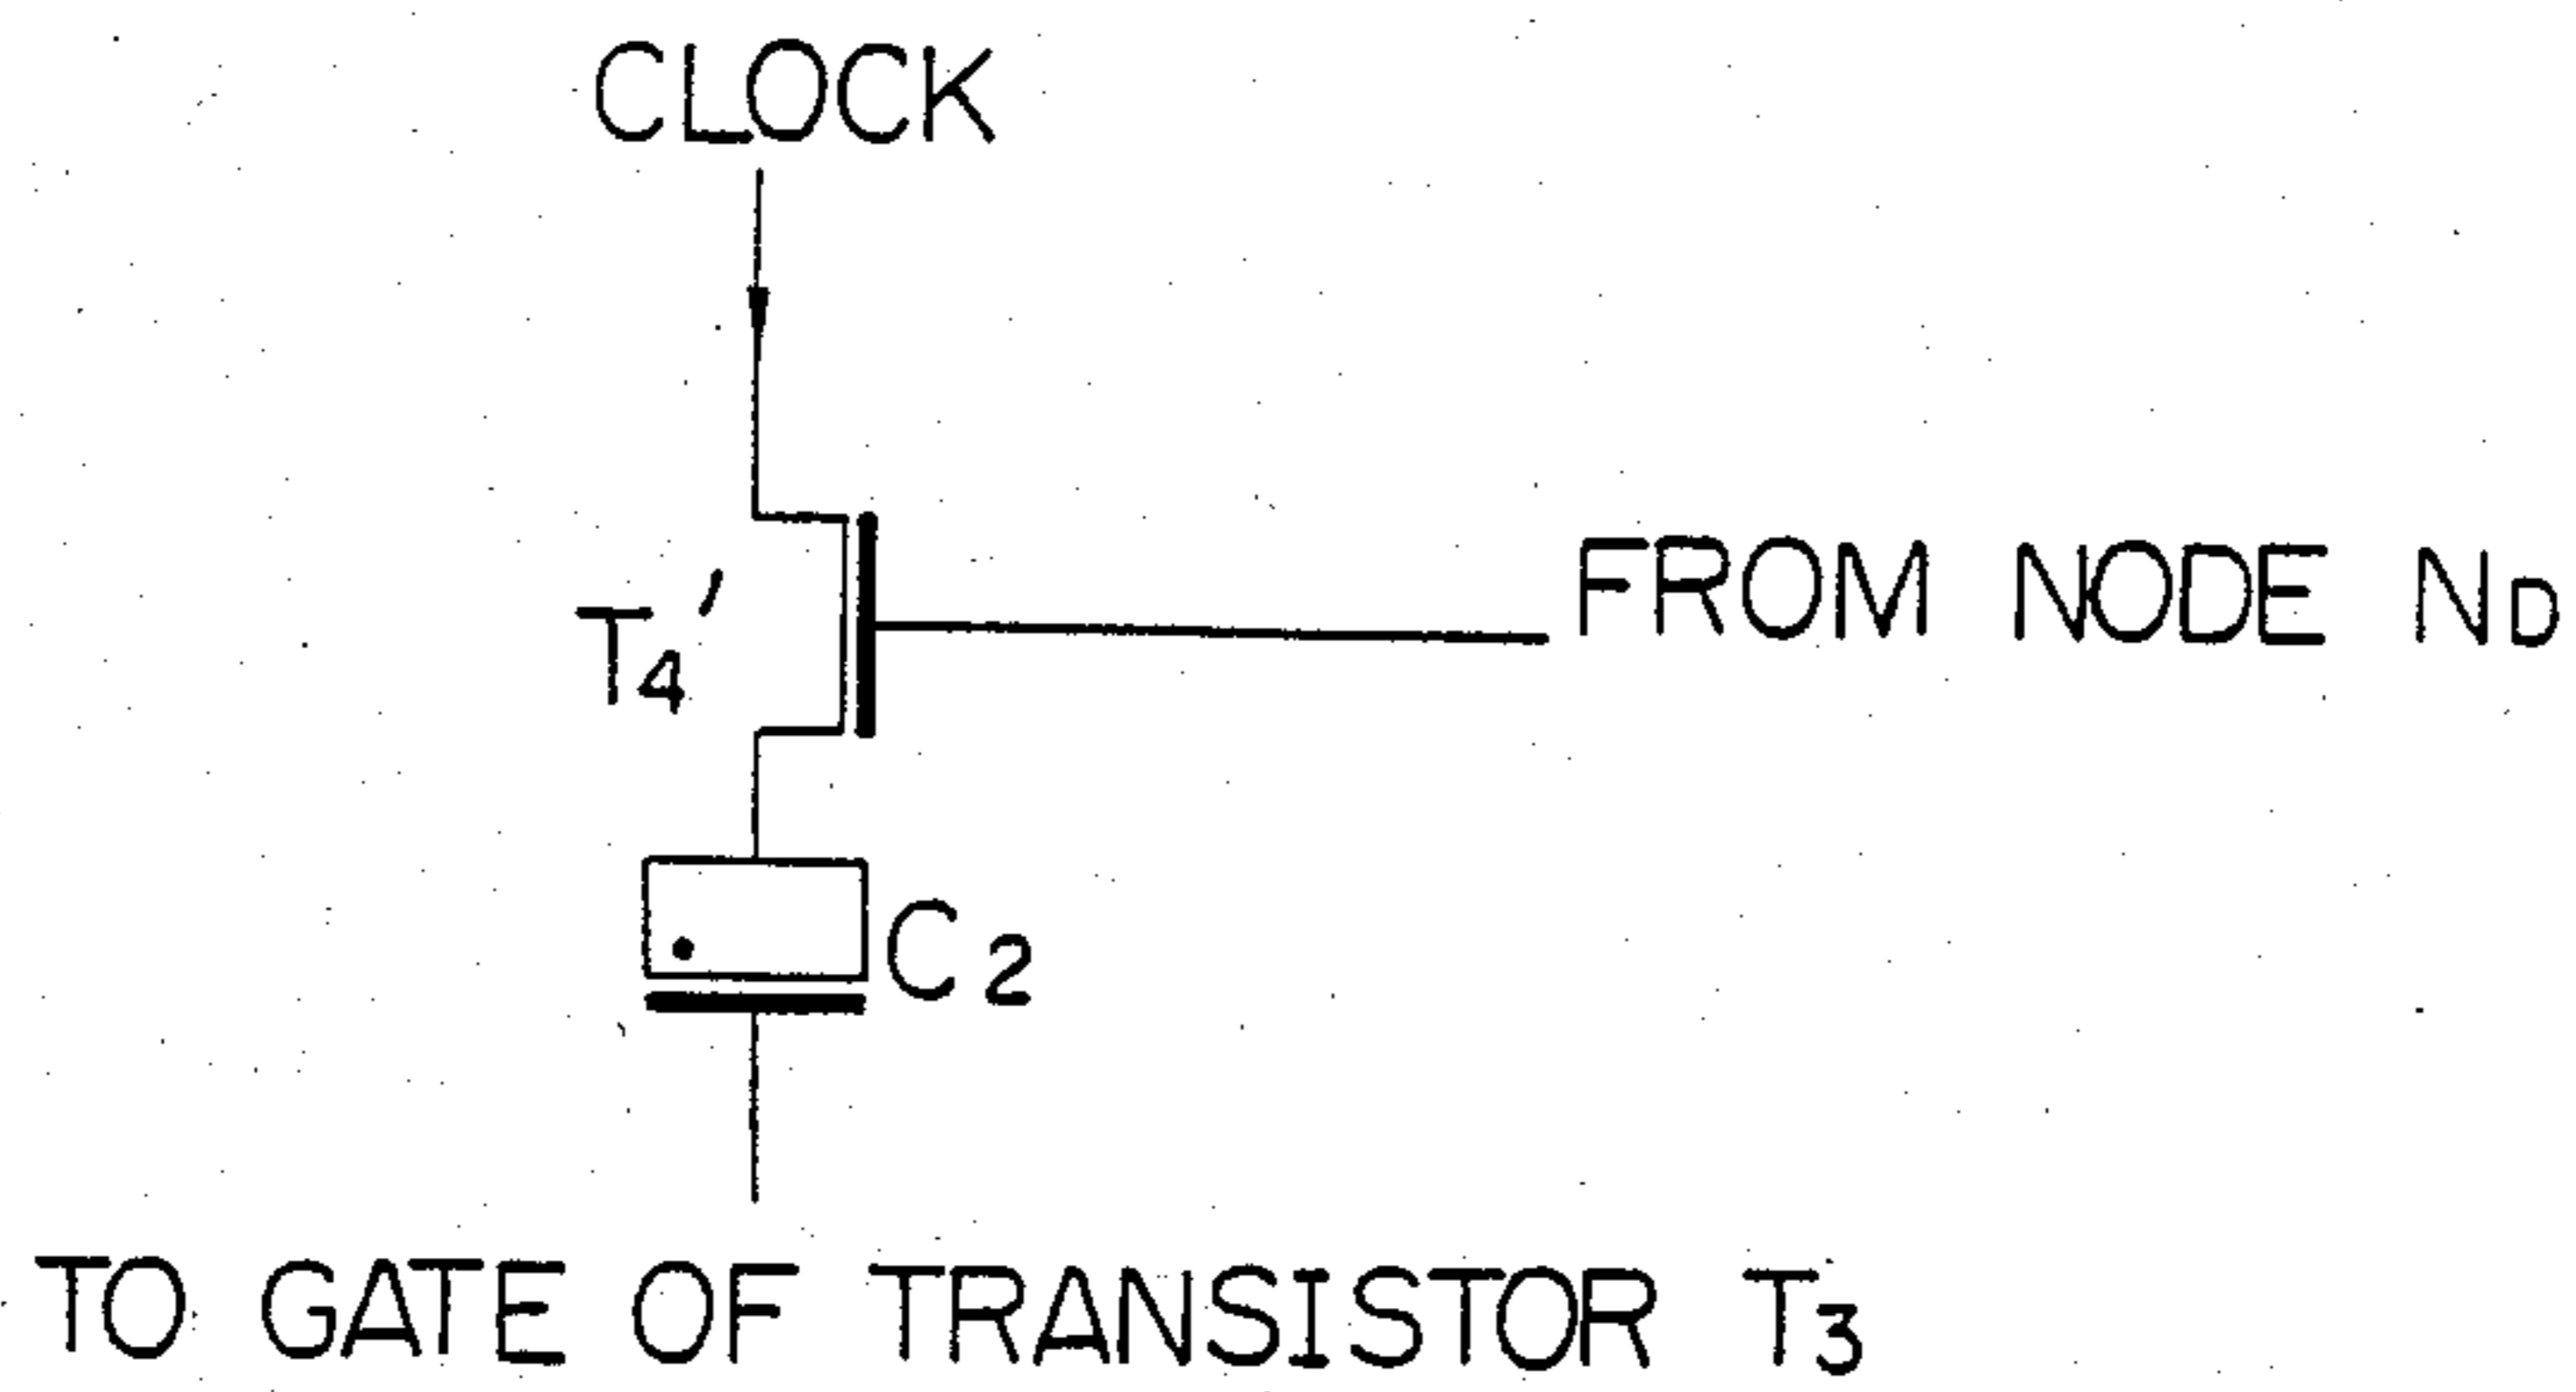 CLOCK
T4'
FROM NODE ND
C2
TO GATE OF TRANSISTOR T3